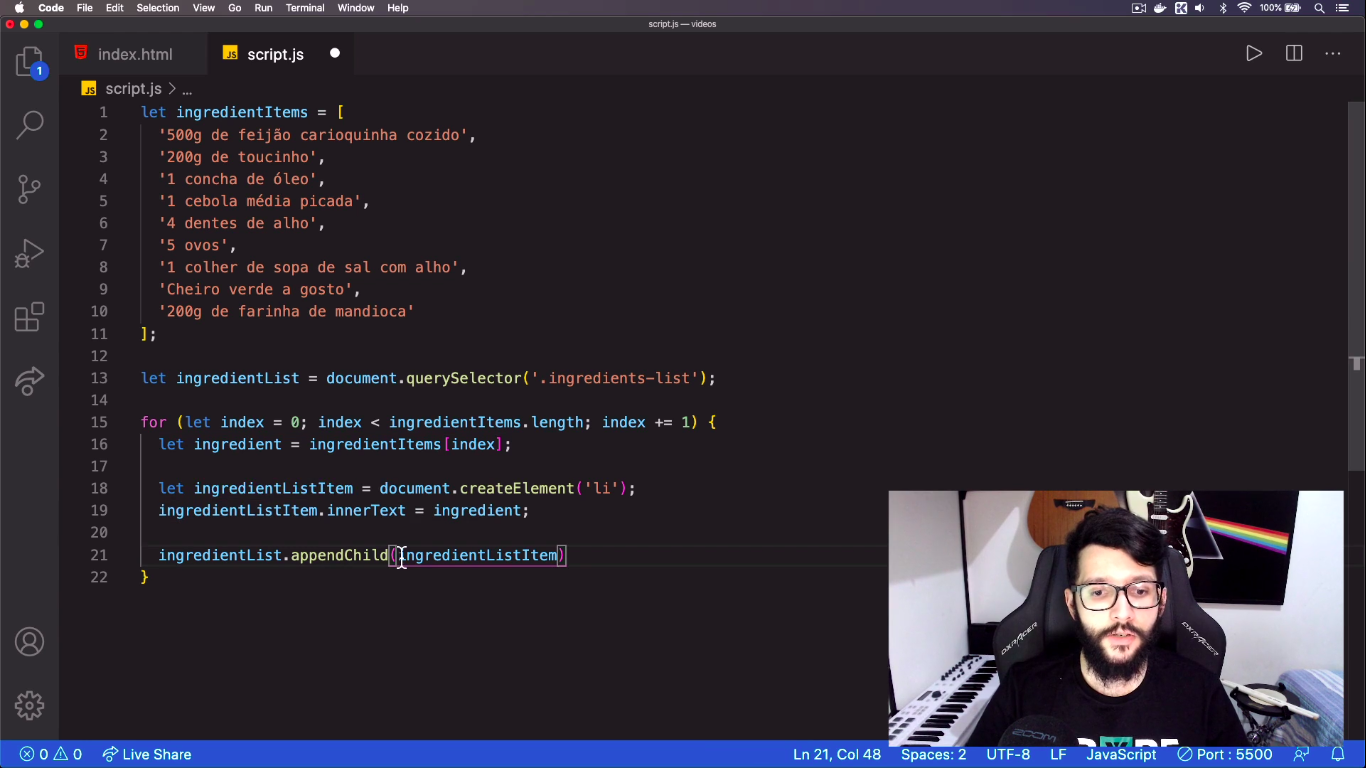 Code File Edit Selection View Go Run Terminal Window Help 100%
script.js — videos
index.html script.js
1
script.js > ...
1 let ingredientItems = [
2 '500g de feijão carioquinha cozido',
3 '200g de toucinho',
4 '1 concha de óleo',
5 '1 cebola média picada',
6 '4 dentes de alho',
7 '5 ovos',
8 '1 colher de sopa de sal com alho',
9 'Cheiro verde a gosto',
10 '200g de farinha de mandioca'
11 ];
12
13 let ingredientList = document.querySelector('.ingredients-list');
14
15 for (let index = 0; index < ingredientItems.length; index += 1) {
16 let ingredient = ingredientItems[index];
17
18 let ingredientListItem = document.createElement('li');
19 ingredientListItem.innerText = ingredient;
20
21 ingredientList.appendChild(ingredientListItem)
22 }
DXRACER DXRACER
ZOOM
0 0 Live Share Ln 21, Col 48 Spaces: 2 UTF-8 LF JavaScript Port : 5500